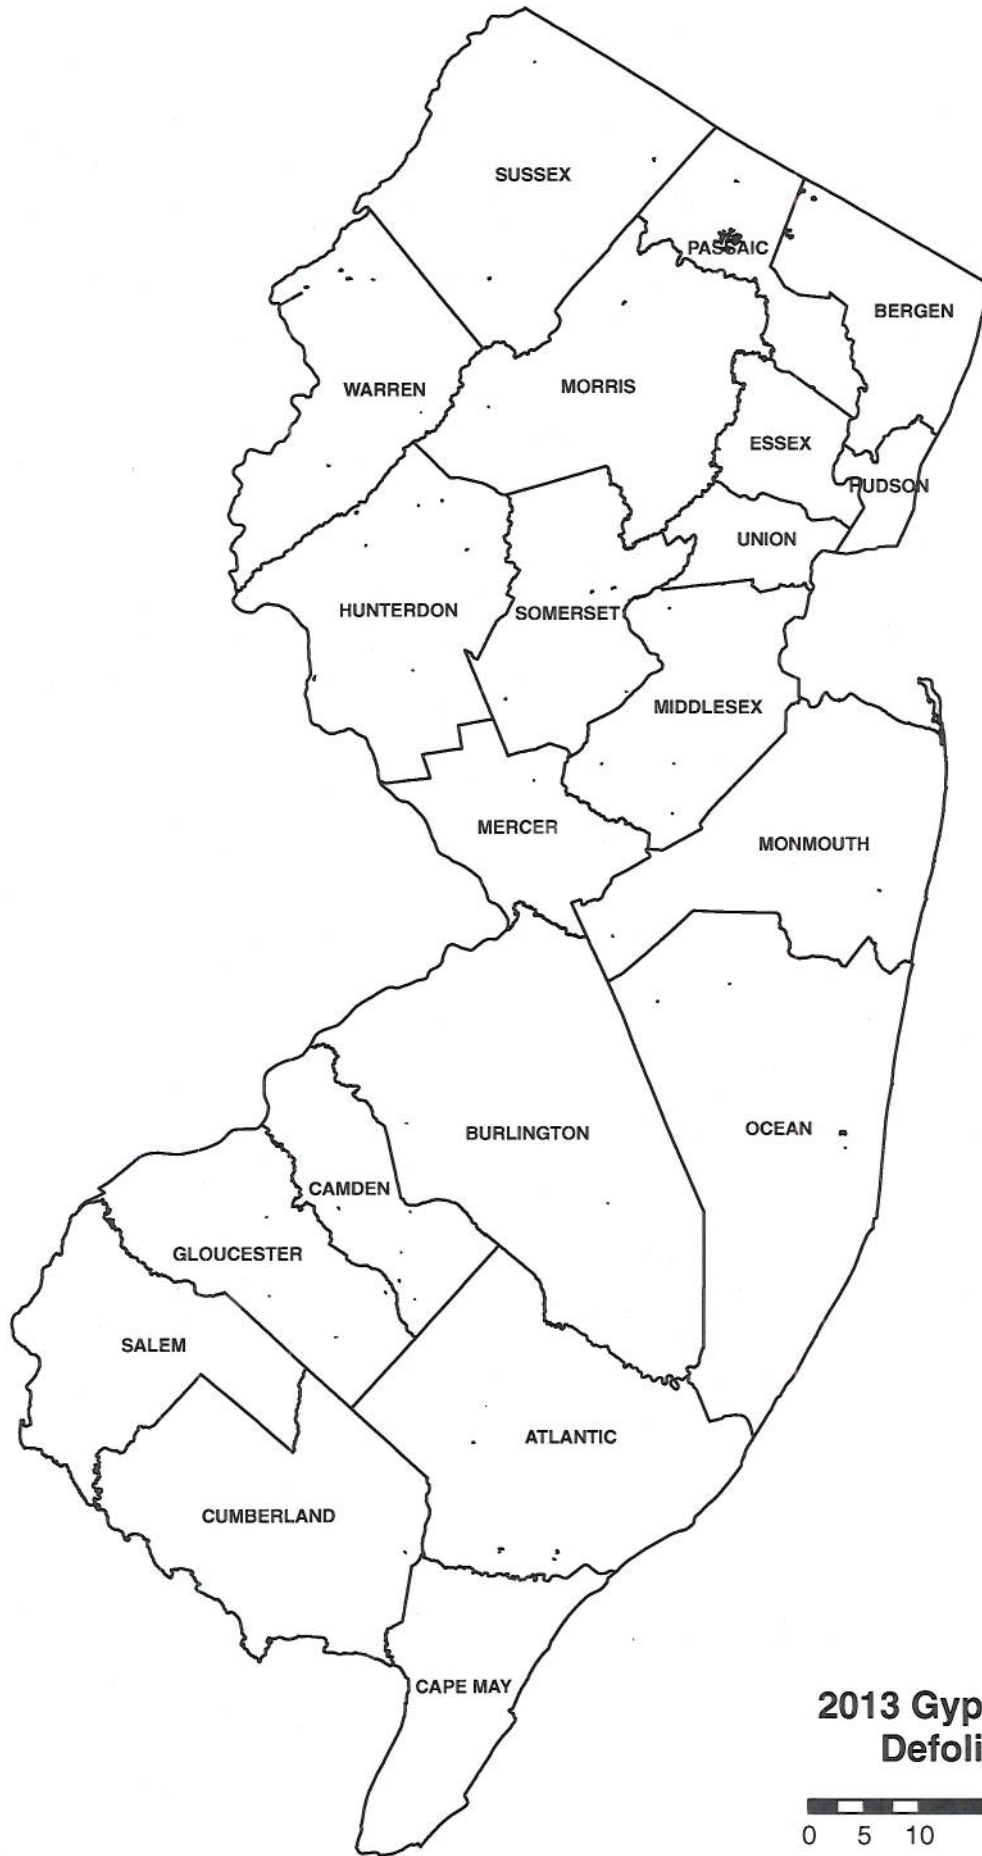 SUSSEX
PASSAIC
BERGEN
WARREN
MORRIS
ESSEX
HUDSON
UNION
HUNTERDON
SOMERSET
MIDDLESEX
MERCER
MONMOUTH
BURLINGTON
OCEAN
CAMDEN
GLOUCESTER
SALEM
ATLANTIC
CUMBERLAND
CAPE MAY
2013 Gyp
Defoli
0 5 10